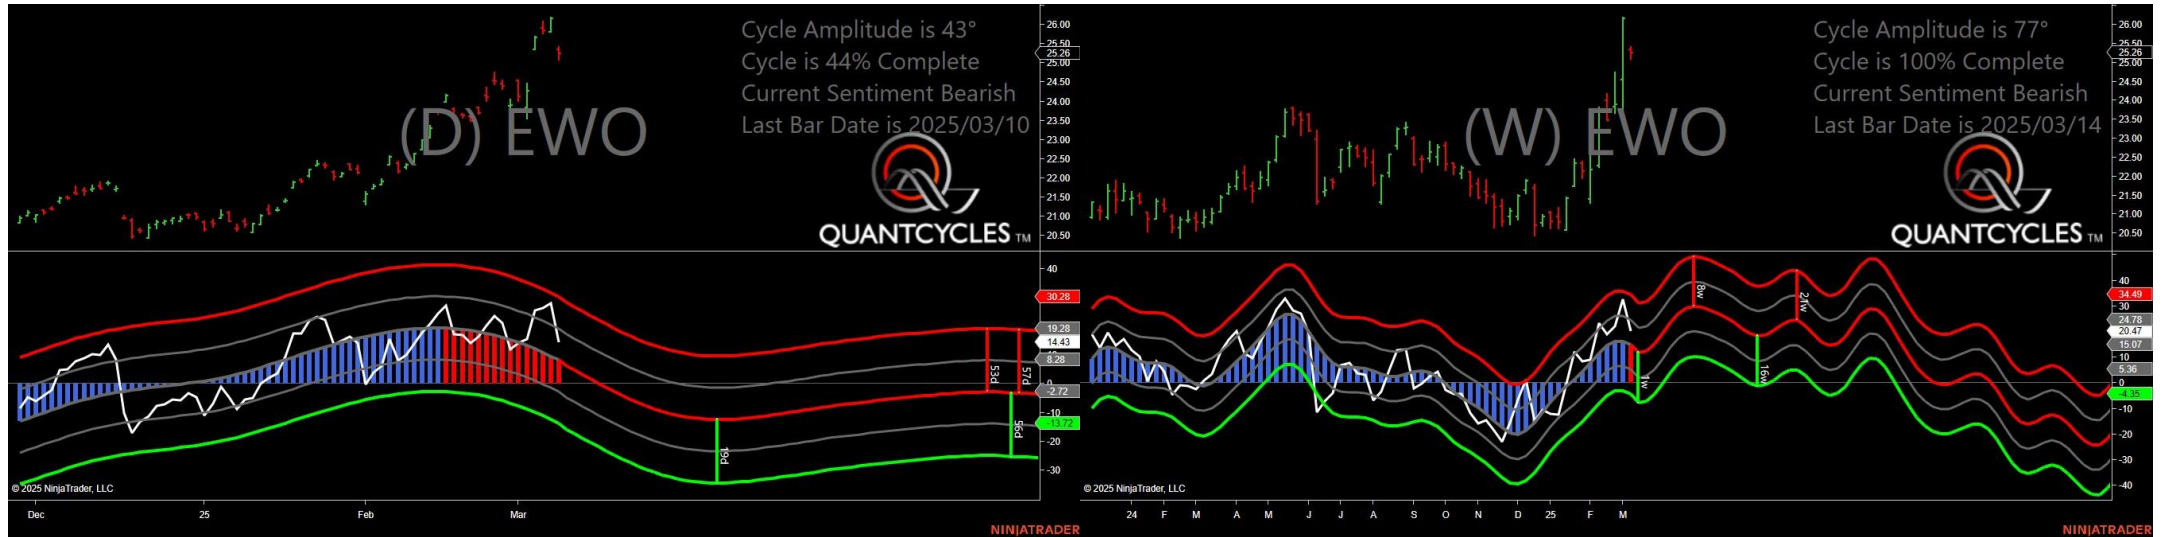 Cycle Amplitude is 43°
Cycle is 44% Complete
Current Sentiment Bearish
Last Bar Date is 2025/03/10
(D) EWO
QUANTCYCLES TM
26.00
25.50
25.26
25.00
24.50
24.00
23.50
23.00
22.50
22.00
21.50
21.00
20.50
40
30.28
19.28
14.43
8.28
0
-2.72
-10
-13.72
-20
-30
53d
57d
19d
56d
© 2025 NinjaTrader, LLC
Dec 25 Feb Mar
NINJATRADER
Cycle Amplitude is 77°
Cycle is 100% Complete
Current Sentiment Bearish
Last Bar Date is 2025/03/14
(W) EWO
QUANTCYCLES TM
26.00
25.50
25.26
25.00
24.50
24.00
23.50
23.00
22.50
22.00
21.50
21.00
20.50
40
34.49
30
24.78
20.47
15.07
10
5.36
0
-4.35
-10
-20
-30
-40
8w
21w
1w
16w
© 2025 NinjaTrader, LLC
24 F M A M J J A S O N D 25 F M
NINJATRADER